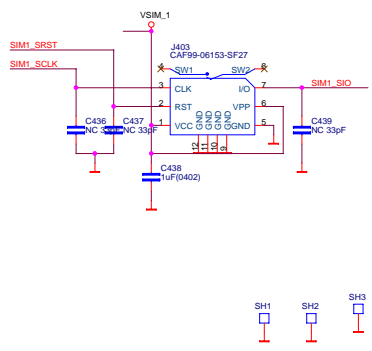 VSIM_1
J403
CAF99-06153-SF27
SIM1_SRST
SIM1_SCLK
4 SW1 SW2 8
3 CLK I/O 7 SIM1_SIO
2 RST VPP 6
1 VCC GND 5
GND GND GND GND
12 11 10 9
C436 C437
NC 33pF NC 33pF
C439
NC 33pF
C438
1uF(0402)
SH1 SH2 SH3